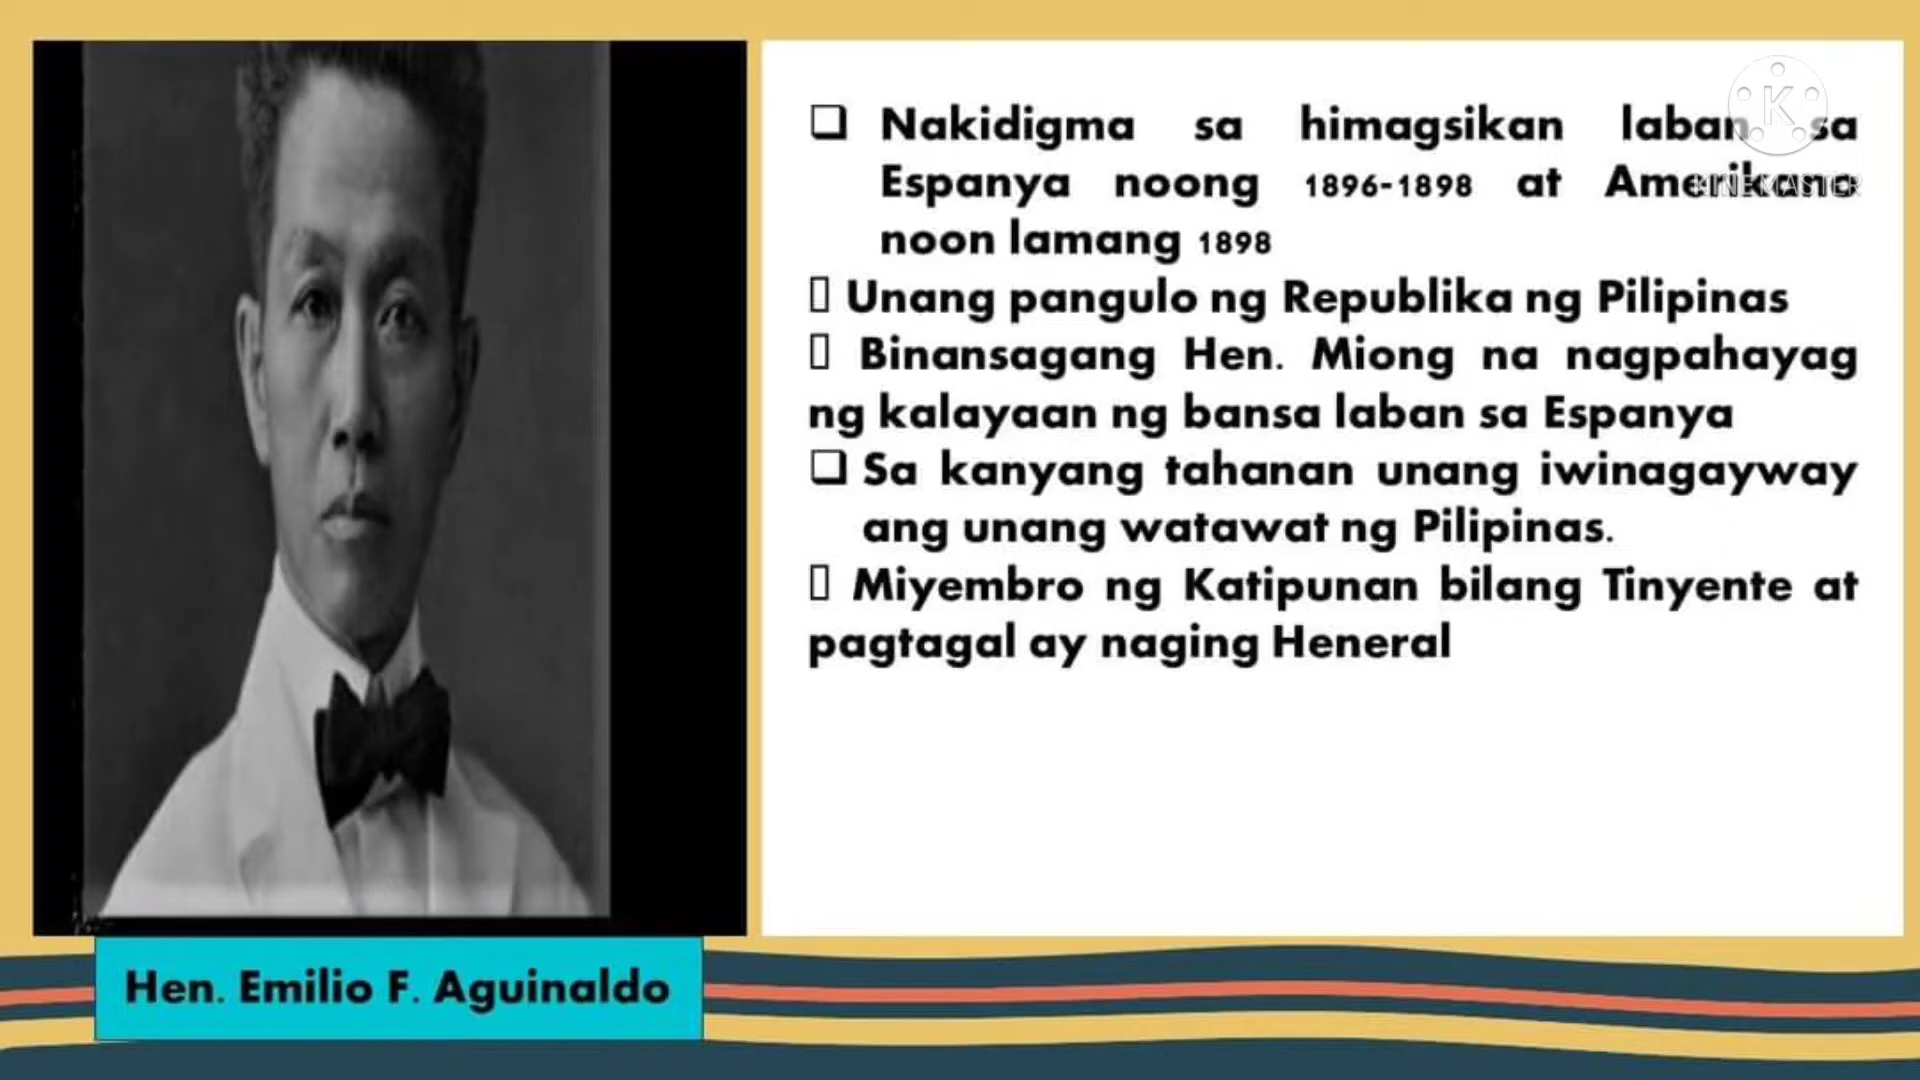 ❑ Nakidigma sa himagsikan laban sa
Espanya noong 1896-1898 at Amerikano
noon lamang 1898
▯ Unang pangulo ng Republika ng Pilipinas
▯ Binansagang Hen. Miong na nagpahayag
ng kalayaan ng bansa laban sa Espanya
❑ Sa kanyang tahanan unang iwinagayway
ang unang watawat ng Pilipinas.
▯ Miyembro ng Katipunan bilang Tinyente at
pagtagal ay naging Heneral
Hen. Emilio F. Aguinaldo
K
KINEMASTER